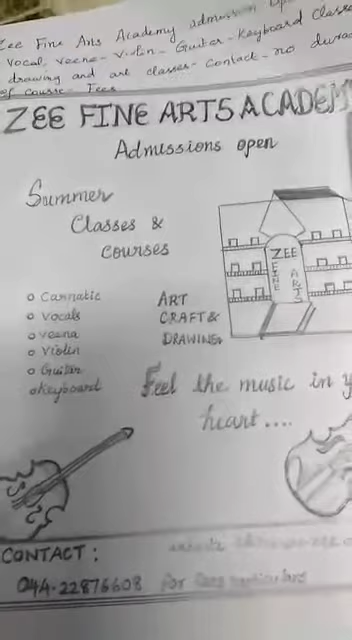 Zee Fine Arts Academy admission
Vocal, veena - Violin - Guitar - Keyboard Classes
drawing and art classes - Contact - no
of course Fees
ZEE FINE ARTS ACADEMY
Admissions open
Summer
Classes &
courses
Carnatic
Vocals
veena
Violin
Guitar
Keyboard
ART
CRAFT &
DRAWING
ZEE
FINE
ARTS
Feel the music in
heart....
CONTACT:
044-22876608 for